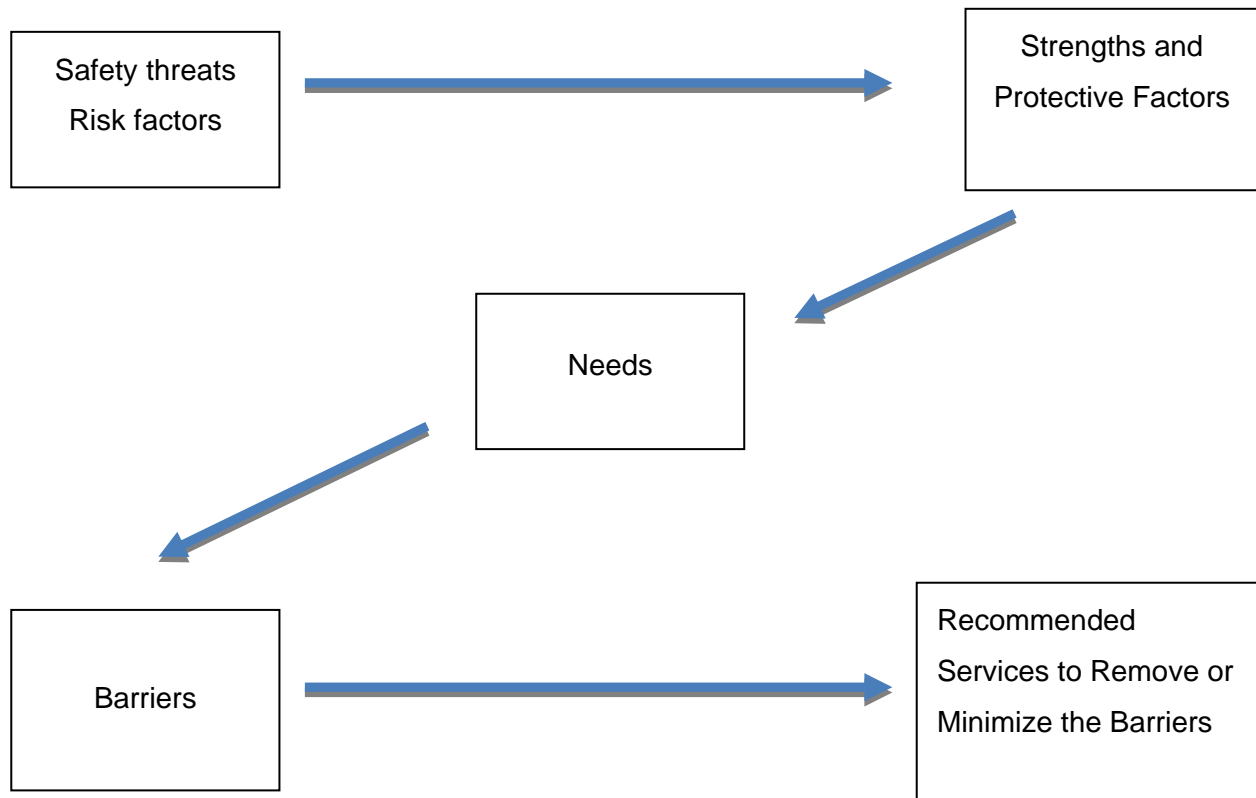 Safety threats
Risk factors
Strengths and
Protective Factors
Needs
Barriers
Recommended
Services to Remove or
Minimize the Barriers